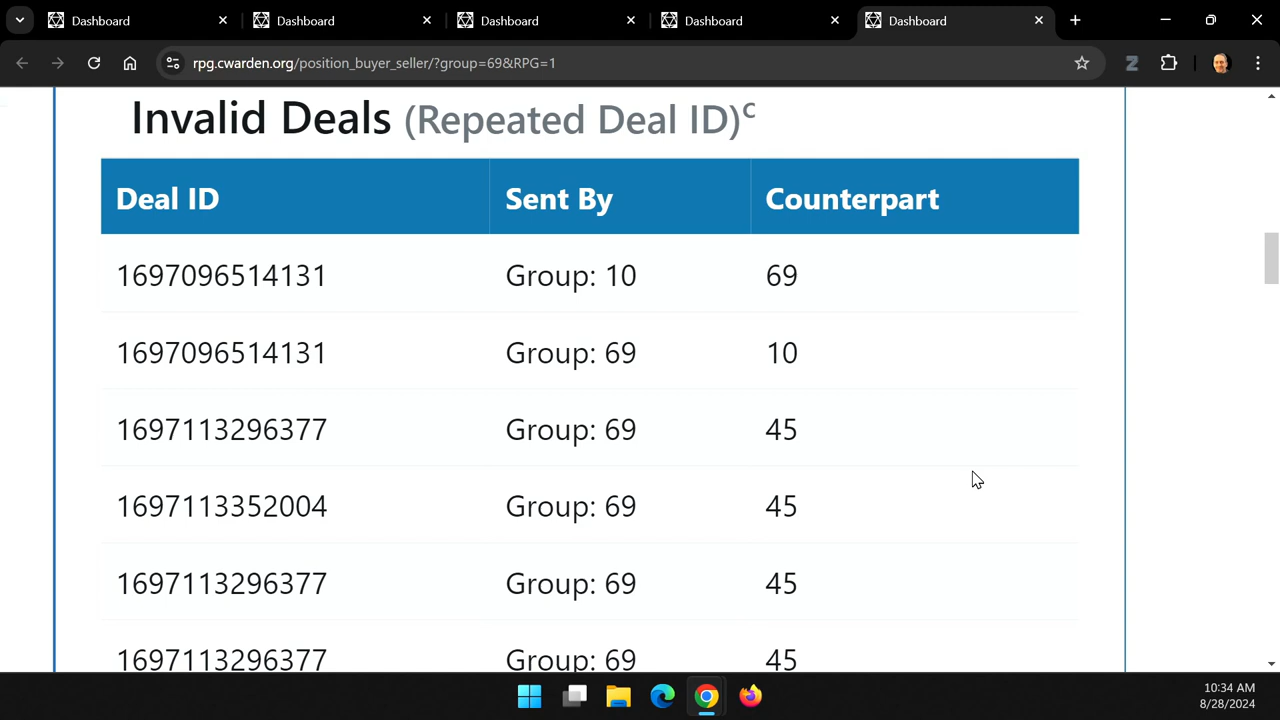 Dashboard
Dashboard
Dashboard
Dashboard
Dashboard
rpg.cwarden.org/position_buyer_seller/?group=69&RPG=1
Invalid Deals (Repeated Deal ID)c
Deal ID Sent By Counterpart
1697096514131 Group: 10 69
1697096514131 Group: 69 10
1697113296377 Group: 69 45
1697113352004 Group: 69 45
1697113296377 Group: 69 45
1697113296377 Group: 69 45
10:34 AM
8/28/2024